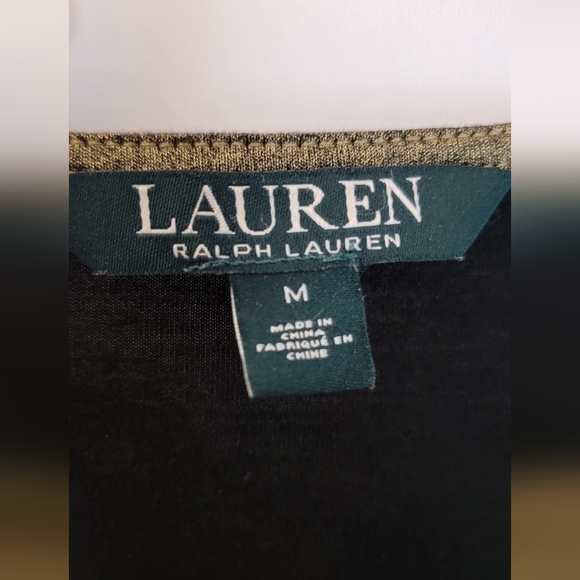 LAUREN
RALPH LAUREN
M
MADE IN
CHINA
FABRIQUÉ EN
CHINE